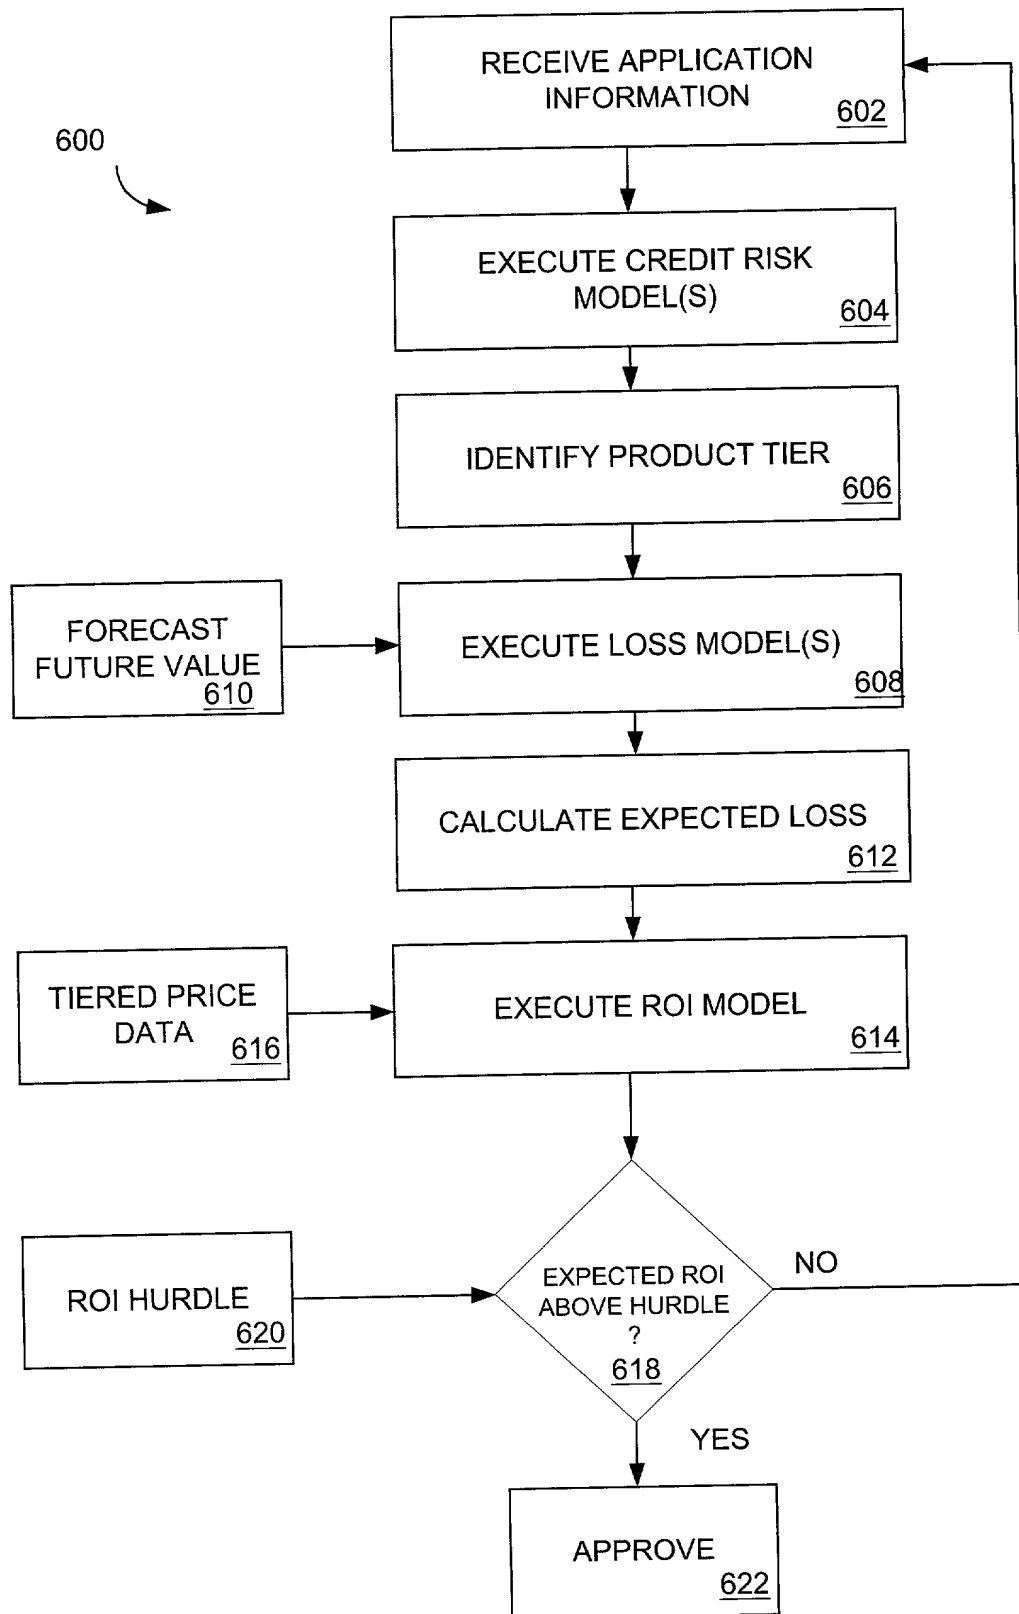 RECEIVE APPLICATION
INFORMATION
602
600
EXECUTE CREDIT RISK
MODEL(S)
604
IDENTIFY PRODUCT TIER
606
FORECAST
FUTURE VALUE
610
EXECUTE LOSS MODEL(S)
608
CALCULATE EXPECTED LOSS
612
TIERED PRICE
DATA
616
EXECUTE ROI MODEL
614
ROI HURDLE
620
EXPECTED ROI
ABOVE HURDLE
?
618
NO
YES
APPROVE
622